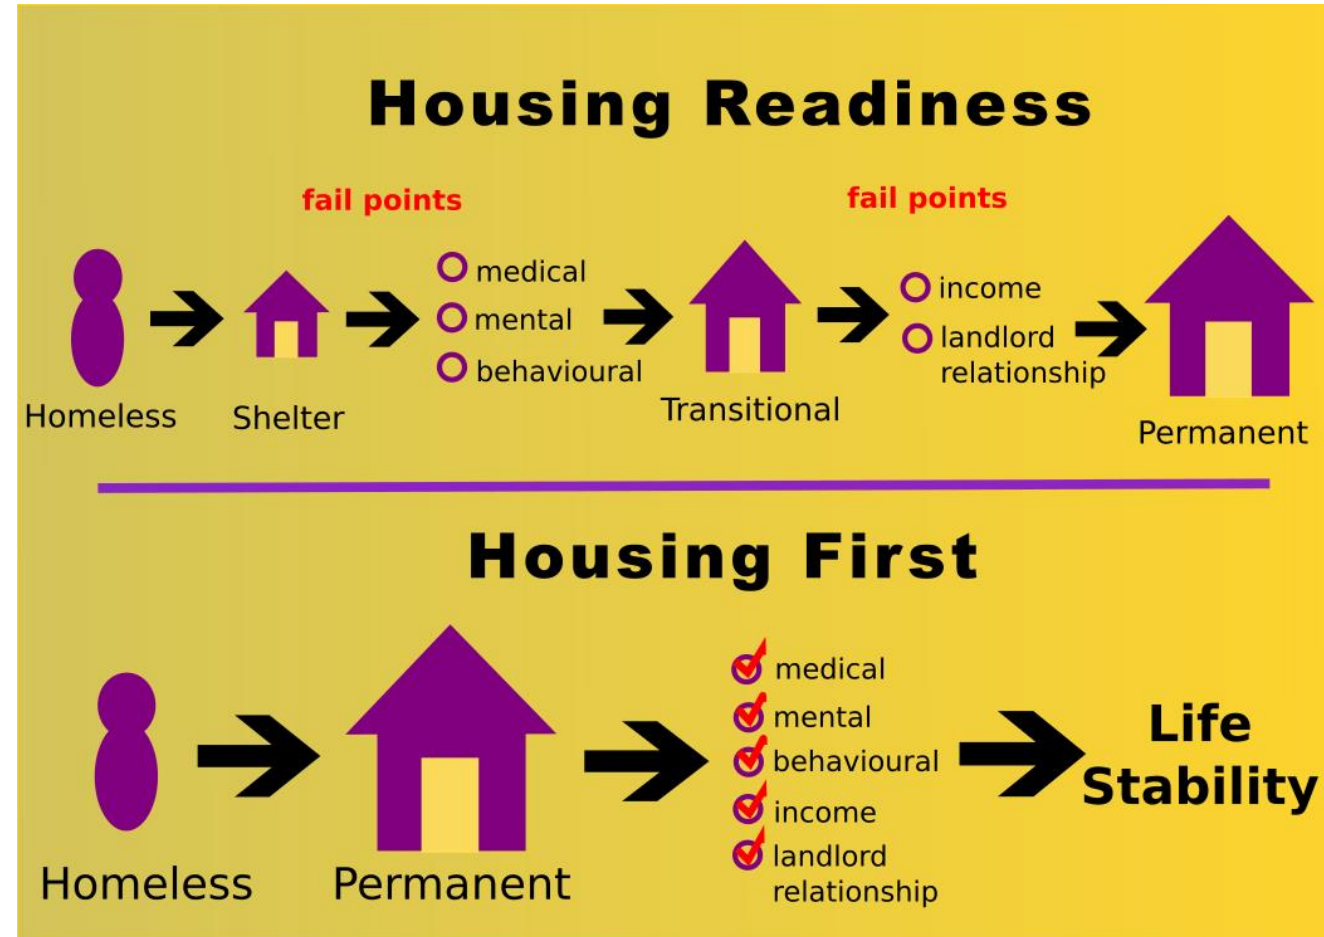 Housing Readiness
fail points
fail points
medical
mental
behavioural
income
landlord
relationship
Homeless
Shelter
Transitional
Permanent
Housing First
medical
mental
behavioural
income
landlord
relationship
Life
Stability
Homeless
Permanent